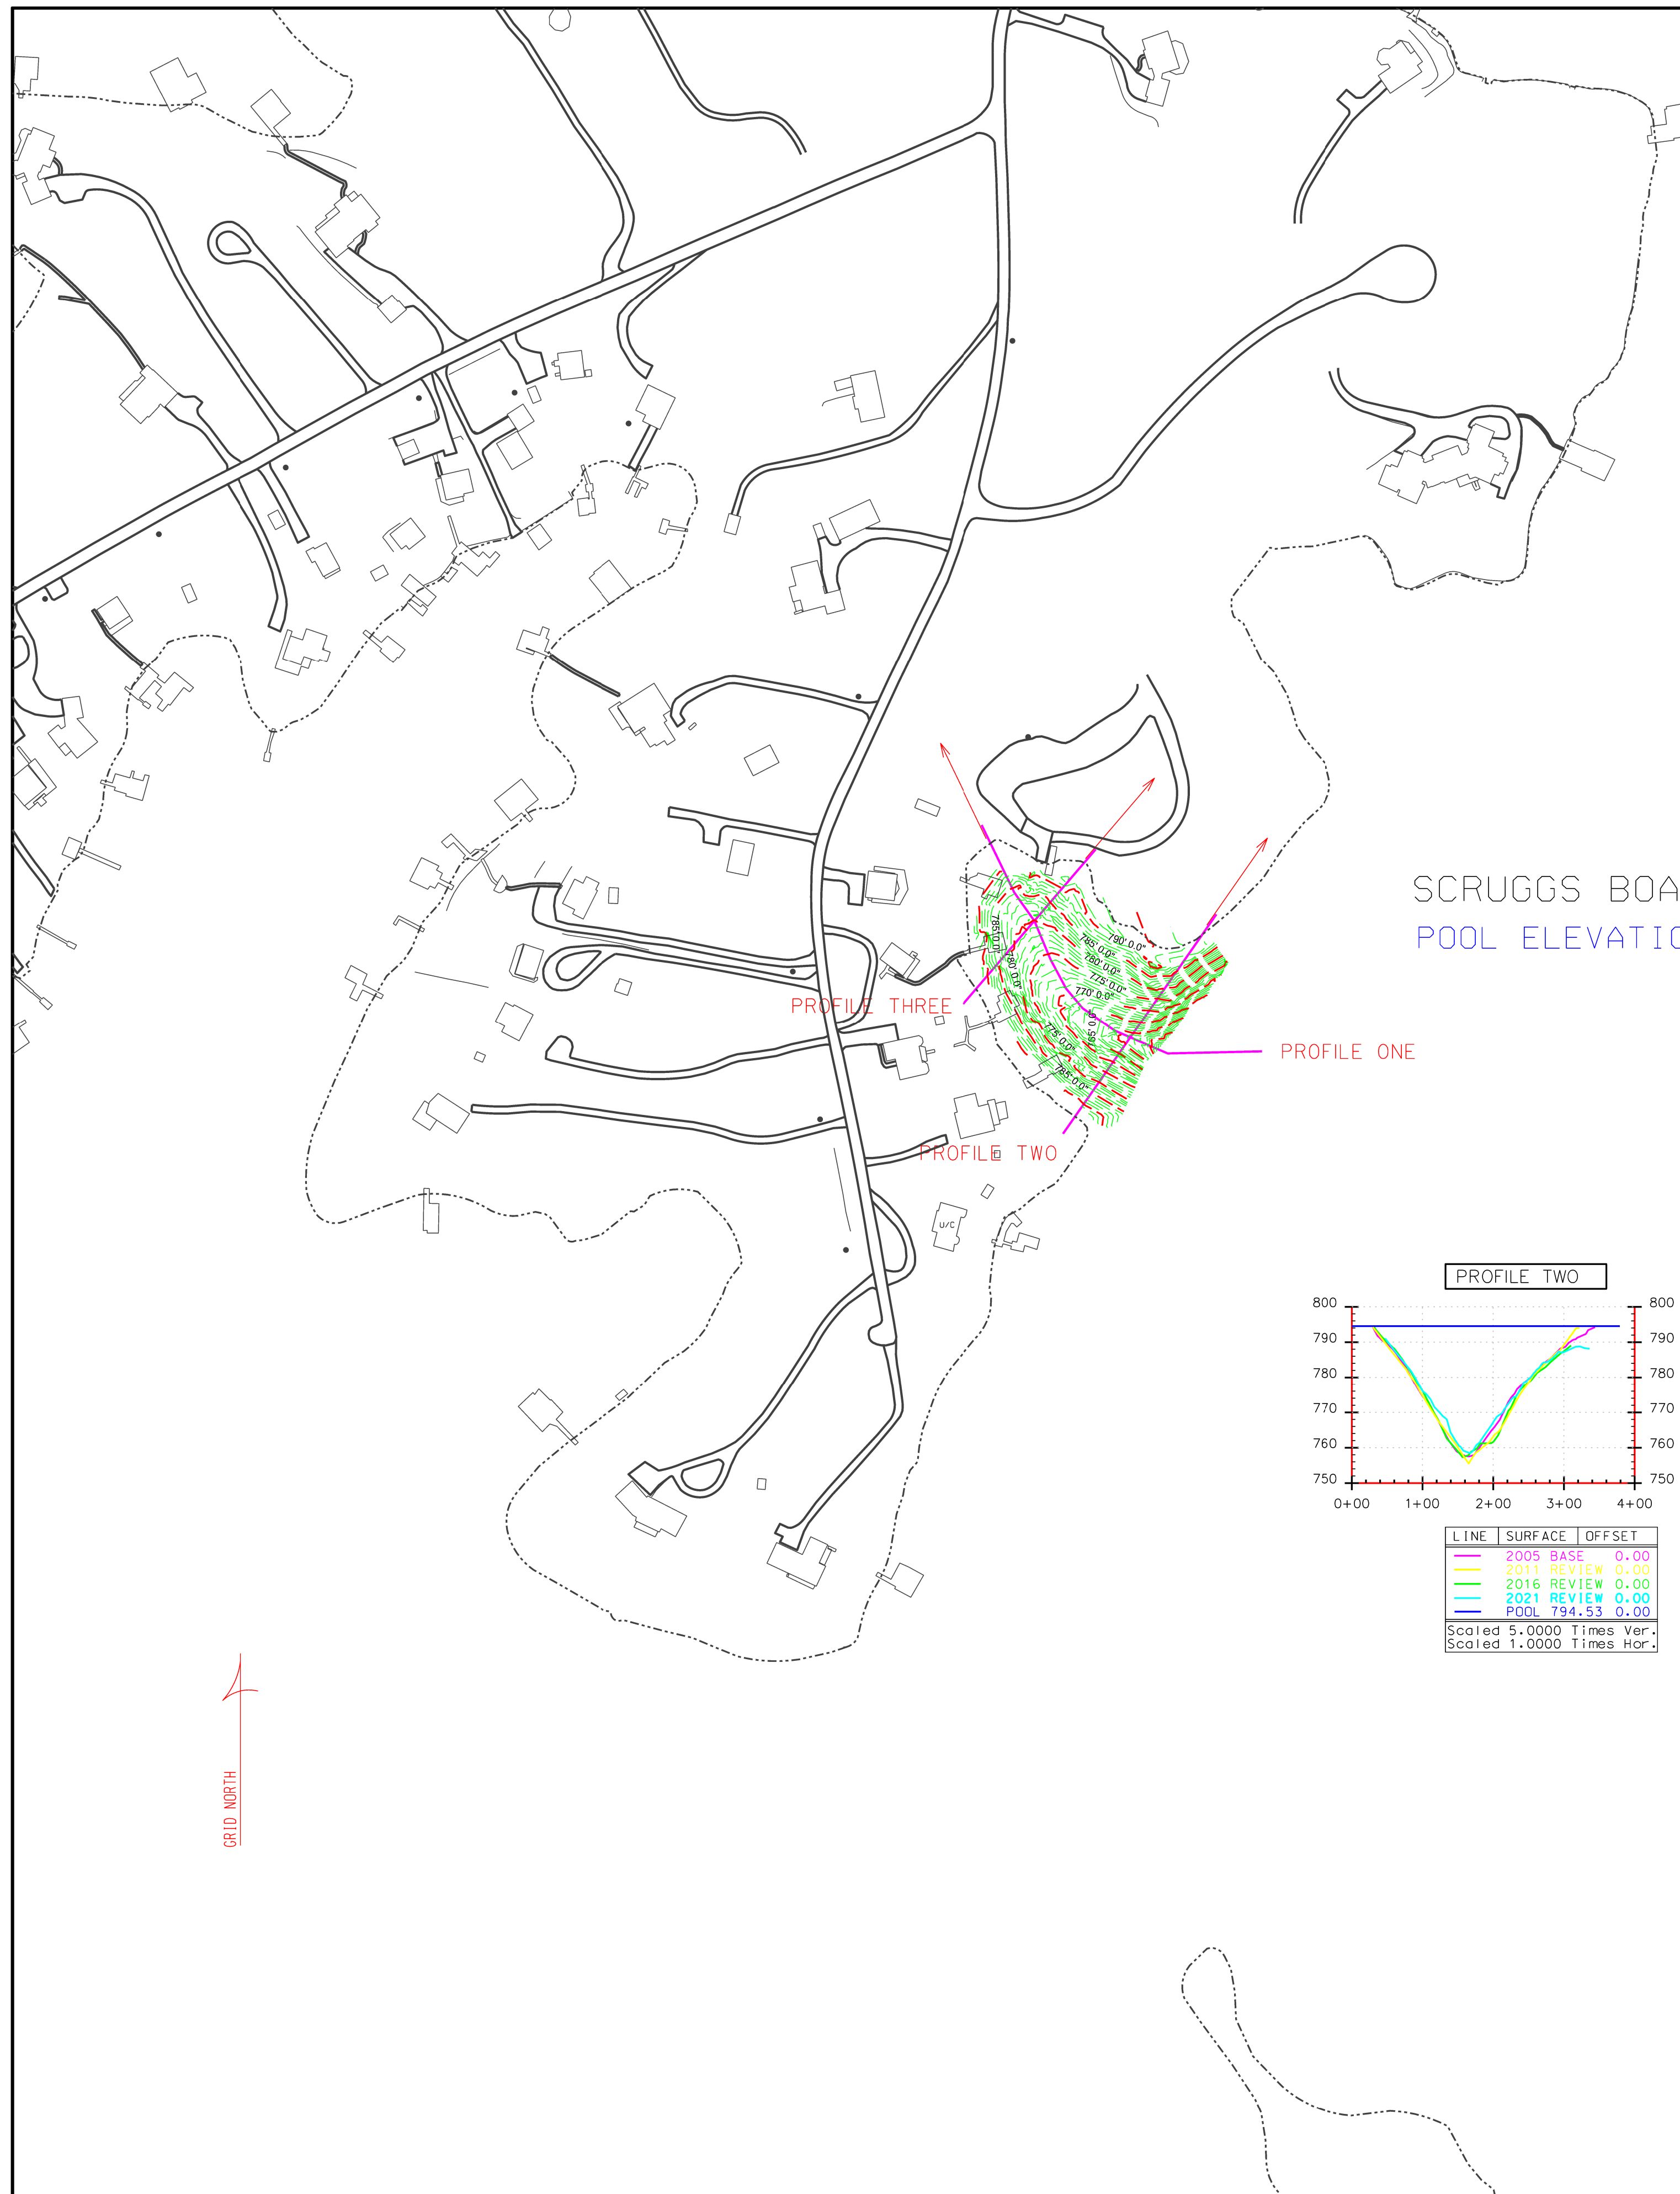 SCRUGGS BOA
POOL ELEVATIO
785' 0.0"
780' 0.0"
790' 0.0"
785' 0.0"
780' 0.0"
775' 0.0"
770' 0.0"
765' 0.0"
775' 0.0"
785' 0.0"
PROFILE THREE
PROFILE ONE
PROFILE TWO
U/C
PROFILE TWO
800 800
790 790
780 780
770 770
760 760
750 750
0+00 1+00 2+00 3+00 4+00
LINE SURFACE OFFSET
2005 BASE 0.00
2011 REVIEW 0.00
2016 REVIEW 0.00
2021 REVIEW 0.00
POOL 794.53 0.00
Scaled 5.0000 Times Ver.
Scaled 1.0000 Times Hor.
GRID NORTH